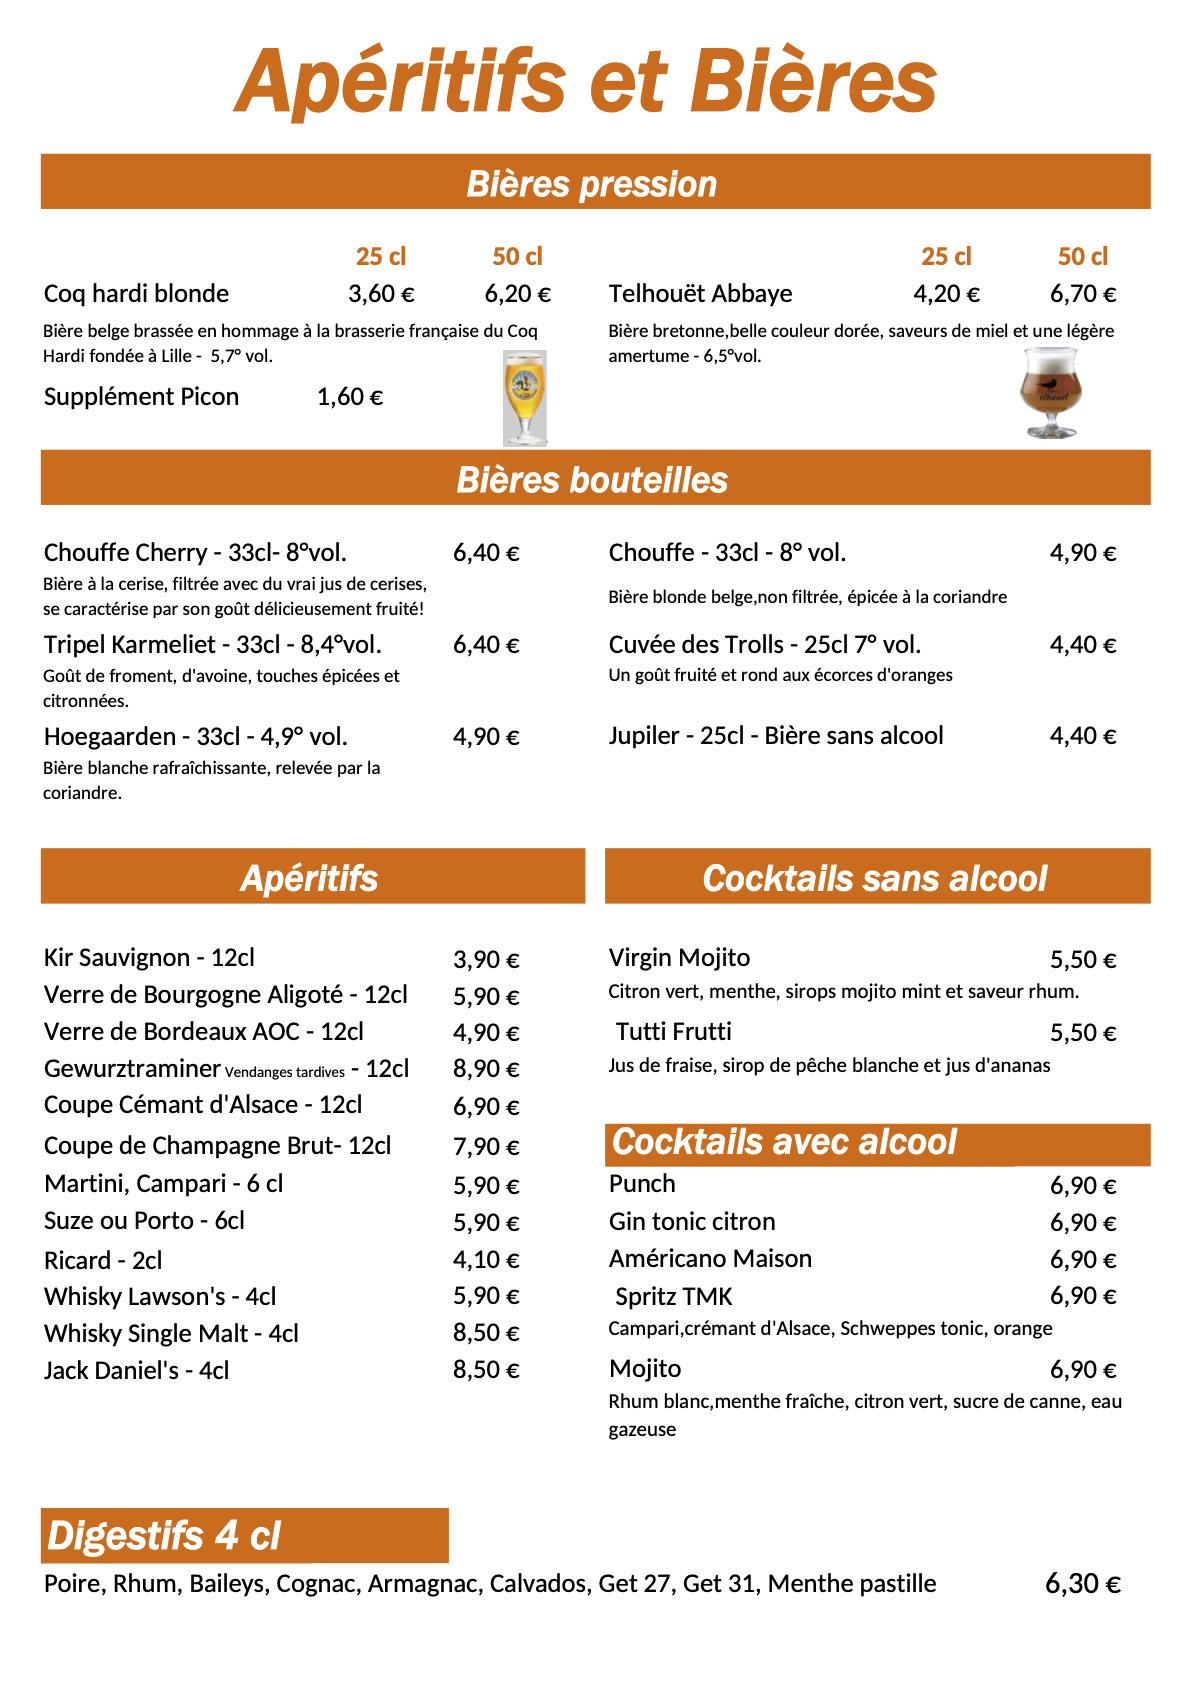 Apéritifs et Bières
Bières pression
25 cl 50 cl
Coq hardi blonde 3,60 € 6,20 €
Bière belge brassée en hommage à la brasserie française du Coq
Hardi fondée à Lille - 5,7° vol.
Supplément Picon 1,60 €
25 cl 50 cl
Telhouët Abbaye 4,20 € 6,70 €
Bière bretonne,belle couleur dorée, saveurs de miel et une légère
amertume - 6,5°vol.
Bières bouteilles
Chouffe Cherry - 33cl- 8°vol. 6,40 €
Bière à la cerise, filtrée avec du vrai jus de cerises,
se caractérise par son goût délicieusement fruité!
Tripel Karmeliet - 33cl - 8,4°vol. 6,40 €
Goût de froment, d'avoine, touches épicées et
citronnées.
Hoegaarden - 33cl - 4,9° vol. 4,90 €
Bière blanche rafraîchissante, relevée par la
coriandre.
Chouffe - 33cl - 8° vol. 4,90 €
Bière blonde belge,non filtrée, épicée à la coriandre
Cuvée des Trolls - 25cl 7° vol. 4,40 €
Un goût fruité et rond aux écorces d'oranges
Jupiler - 25cl - Bière sans alcool 4,40 €
Apéritifs
Kir Sauvignon - 12cl 3,90 €
Verre de Bourgogne Aligoté - 12cl 5,90 €
Verre de Bordeaux AOC - 12cl 4,90 €
Gewurztraminer Vendanges tardives - 12cl 8,90 €
Coupe Cémant d'Alsace - 12cl 6,90 €
Coupe de Champagne Brut- 12cl 7,90 €
Martini, Campari - 6 cl 5,90 €
Suze ou Porto - 6cl 5,90 €
Ricard - 2cl 4,10 €
Whisky Lawson's - 4cl 5,90 €
Whisky Single Malt - 4cl 8,50 €
Jack Daniel's - 4cl 8,50 €
Cocktails sans alcool
Virgin Mojito 5,50 €
Citron vert, menthe, sirops mojito mint et saveur rhum.
Tutti Frutti 5,50 €
Jus de fraise, sirop de pêche blanche et jus d'ananas
Cocktails avec alcool
Punch 6,90 €
Gin tonic citron 6,90 €
Américano Maison 6,90 €
Spritz TMK 6,90 €
Campari,crémant d'Alsace, Schweppes tonic, orange
Mojito 6,90 €
Rhum blanc,menthe fraîche, citron vert, sucre de canne, eau
gazeuse
Digestifs 4 cl
Poire, Rhum, Baileys, Cognac, Armagnac, Calvados, Get 27, Get 31, Menthe pastille 6,30 €